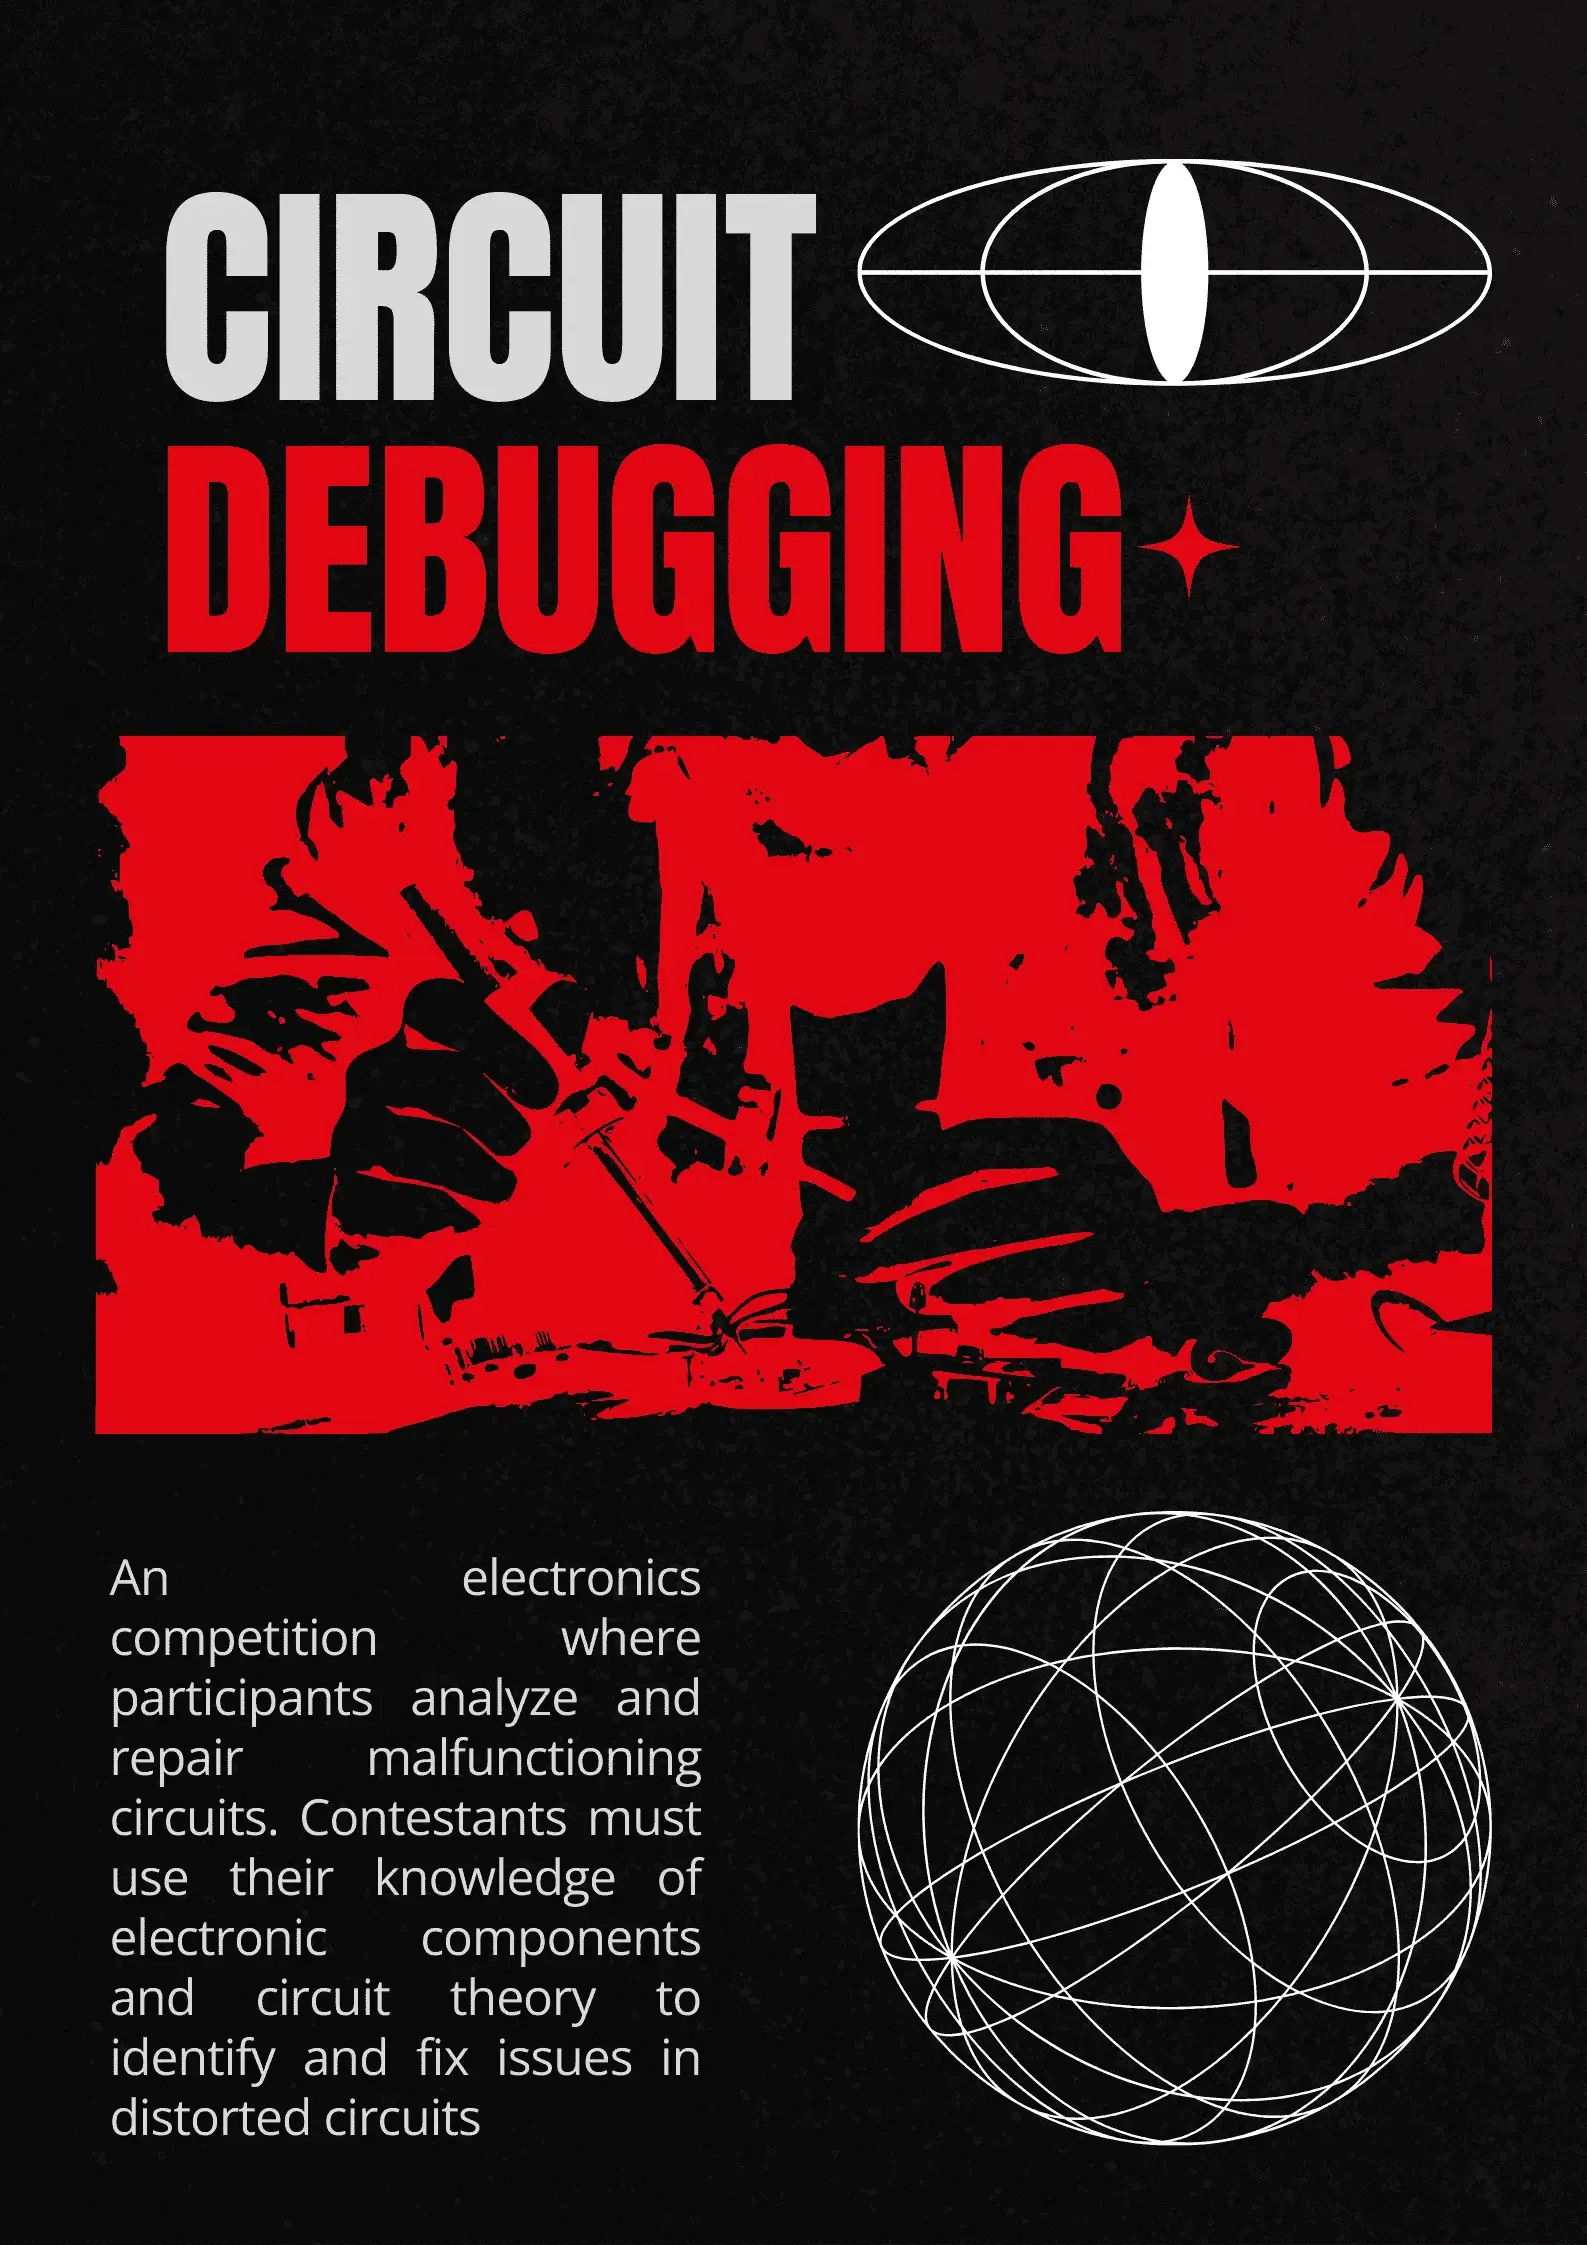 CIRCUIT
DEBUGGING
An electronics
competition where
participants analyze and
repair malfunctioning
circuits. Contestants must
use their knowledge of
electronic components
and circuit theory to
identify and fix issues in
distorted circuits